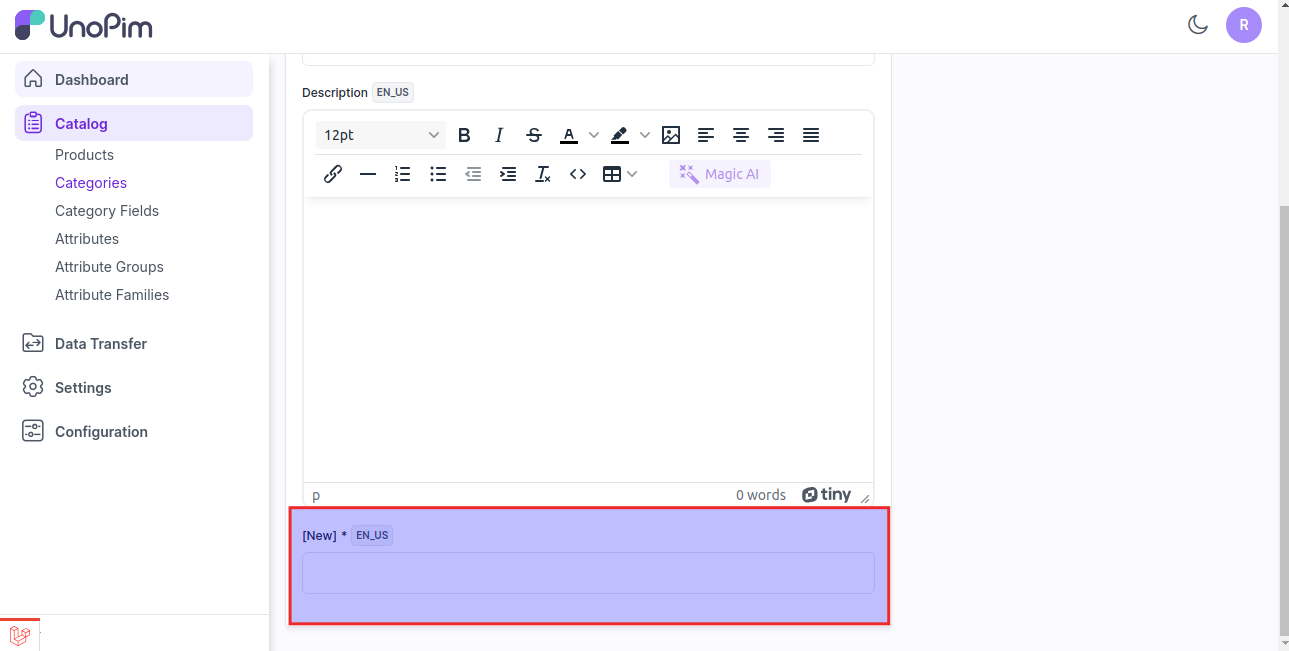 UnoPim
R
Dashboard
Catalog
Products
Categories
Category Fields
Attributes
Attribute Groups
Attribute Families
Data Transfer
Settings
Configuration
Description EN_US
12pt B I S A
Magic AI
p 0 words tiny
[New] * EN_US